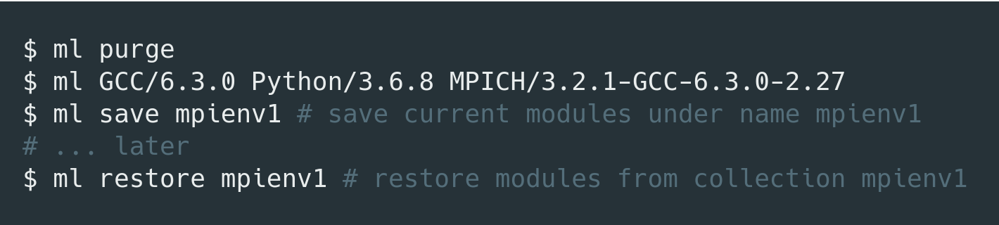 $ ml purge
$ ml GCC/6.3.0 Python/3.6.8 MPICH/3.2.1-GCC-6.3.0-2.27
$ ml save mpienv1 # save current modules under name mpienv1
# ... later
$ ml restore mpienv1 # restore modules from collection mpienv1